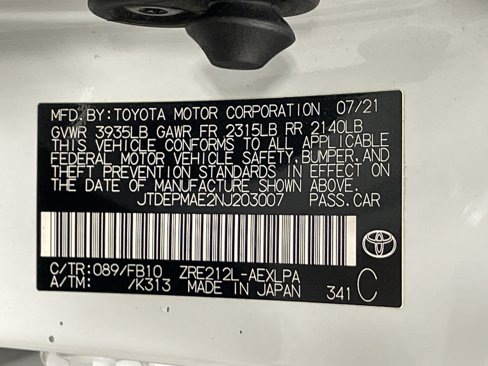 MFD. BY: TOYOTA MOTOR CORPORATION 07/21
GVWR 3935LB GAWR FR 2315LB RR 2140LB
THIS VEHICLE CONFORMS TO ALL APPLICABLE
FEDERAL MOTOR VEHICLE SAFETY, BUMPER, AND
THEFT PREVENTION STANDARDS IN EFFECT ON
THE DATE OF MANUFACTURE SHOWN ABOVE.
JTDEPMAE2NJ203007 PASS.CAR
TOYOTA
C/TR: 089/FB10 ZRE212L-AEXLPA
A/TM: /K313 MADE IN JAPAN 341 C